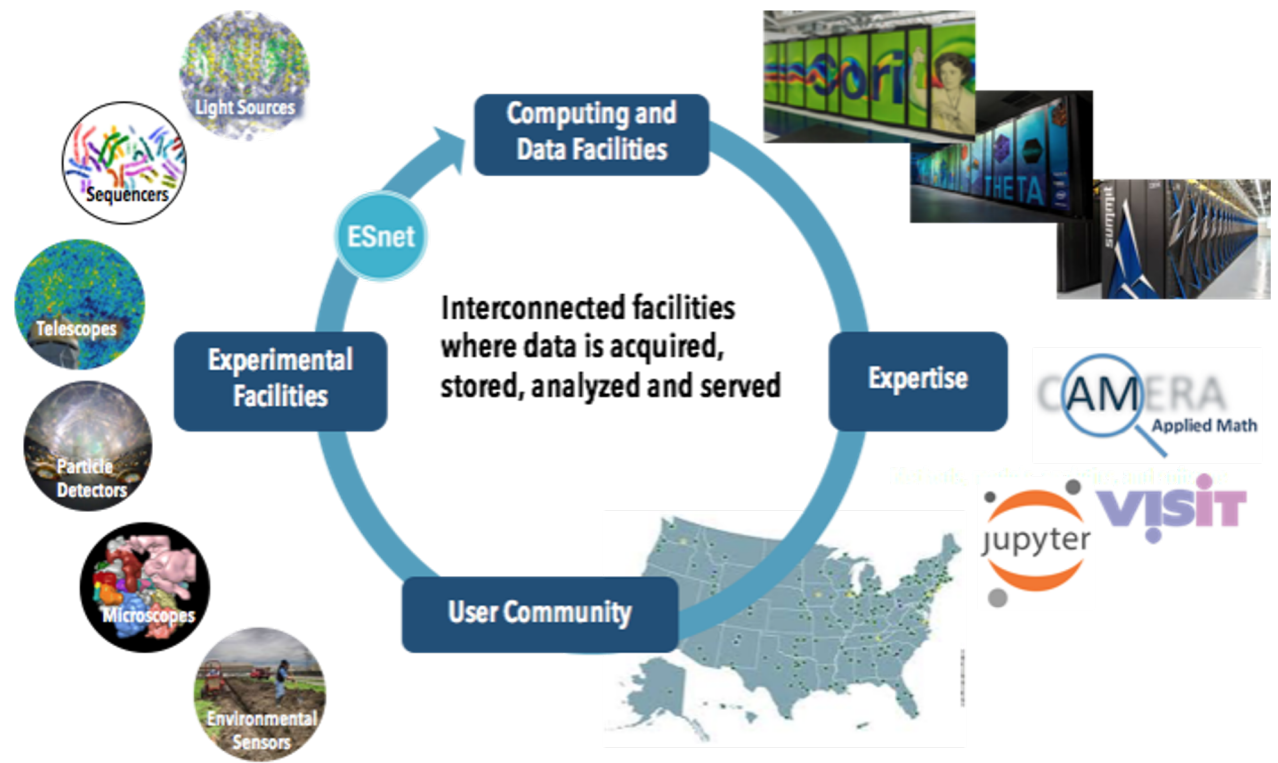 Light Sources
Sequencers
Telescopes
Particle
Detectors
Microscopes
Environmental
Sensors
Computing and
Data Facilities
ESnet
Experimental
Facilities
Interconnected facilities
where data is acquired,
stored, analyzed and served
Expertise
User Community
cori
THETA
summit
CAMERA
Applied Math
jupyter
VISIT